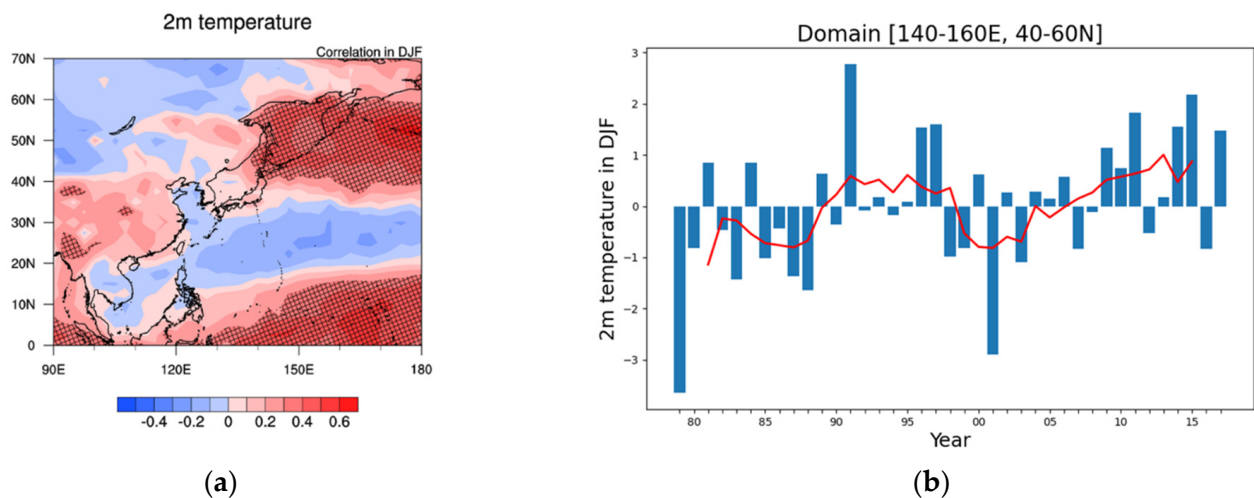 2m temperature
Correlation in DJF
70N
60N
50N
40N
30N
20N
10N
0
90E 120E 150E 180
-0.4 -0.2 0 0.2 0.4 0.6
(a)
Domain [140-160E, 40-60N]
2m temperature in DJF
3
2
1
0
−1
−2
−3
80 85 90 95 00 05 10 15
Year
(b)